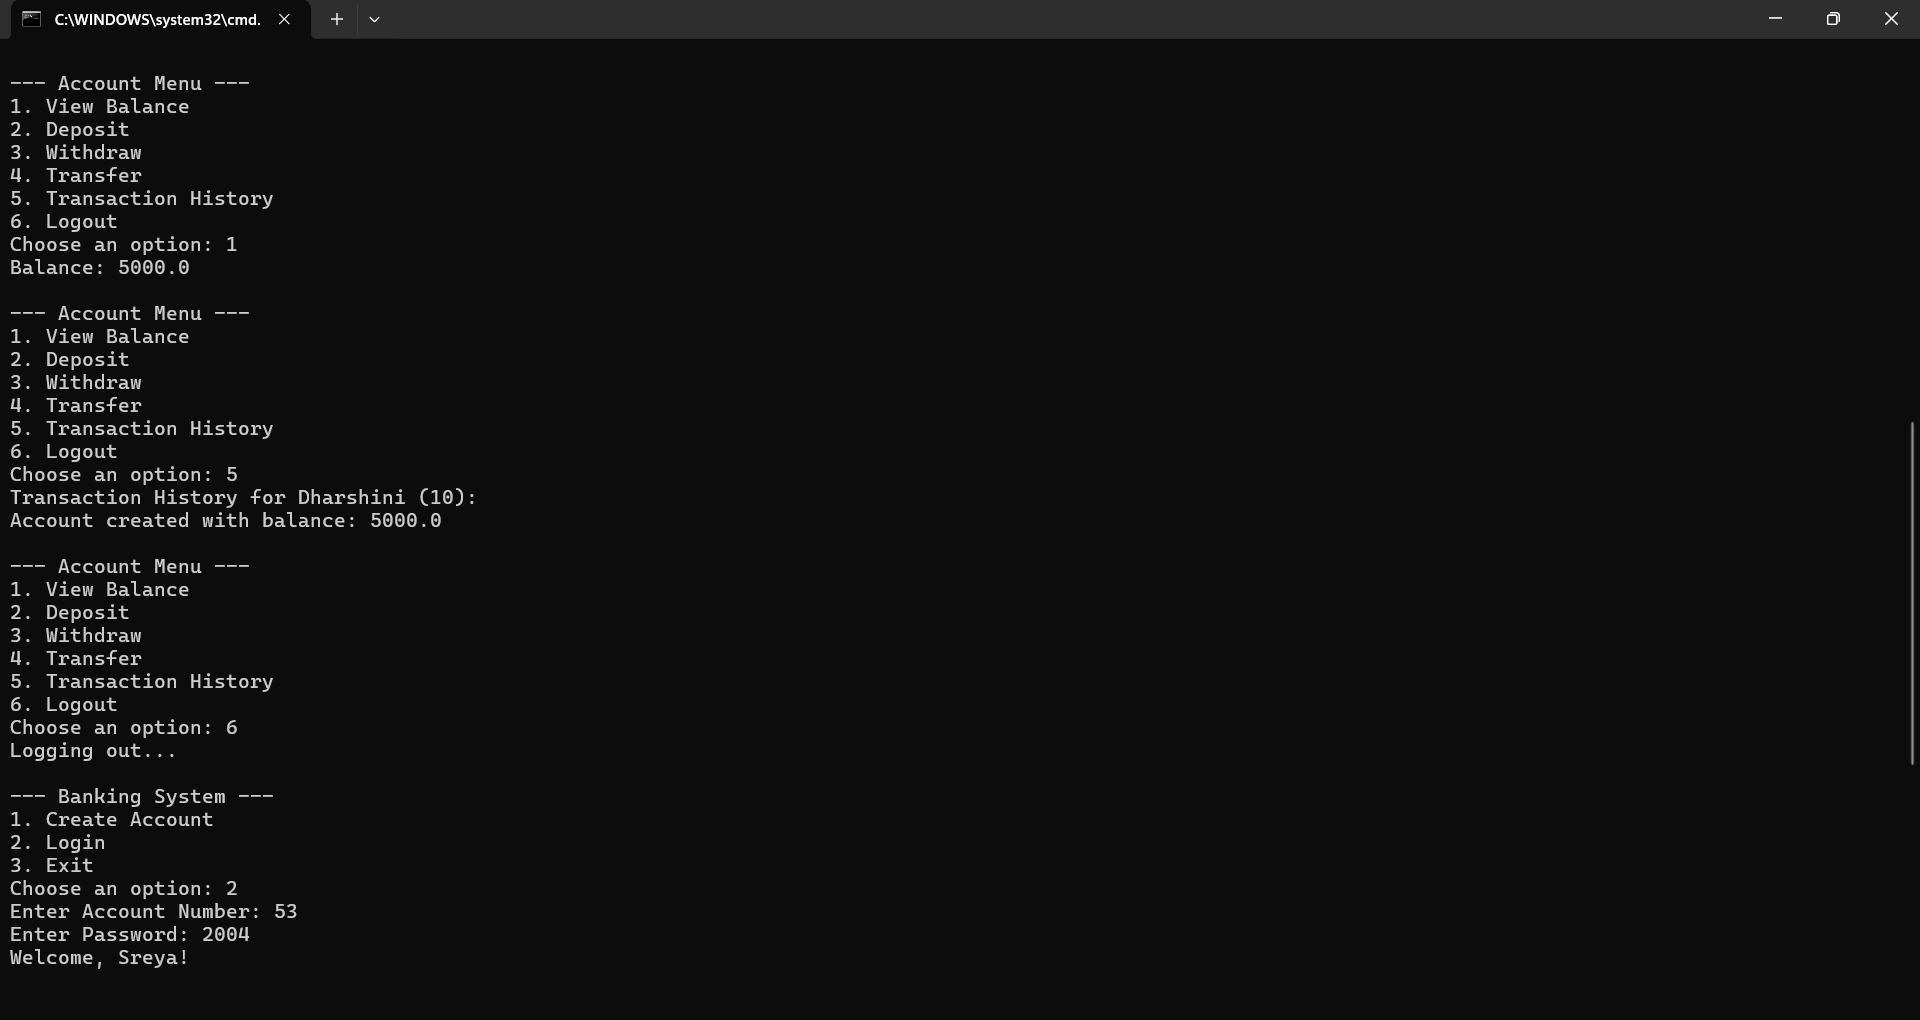 C:\WINDOWS\system32\cmd.
--- Account Menu ---
1. View Balance
2. Deposit
3. Withdraw
4. Transfer
5. Transaction History
6. Logout
Choose an option: 1
Balance: 5000.0
--- Account Menu ---
1. View Balance
2. Deposit
3. Withdraw
4. Transfer
5. Transaction History
6. Logout
Choose an option: 5
Transaction History for Dharshini (10):
Account created with balance: 5000.0
--- Account Menu ---
1. View Balance
2. Deposit
3. Withdraw
4. Transfer
5. Transaction History
6. Logout
Choose an option: 6
Logging out...
--- Banking System ---
1. Create Account
2. Login
3. Exit
Choose an option: 2
Enter Account Number: 53
Enter Password: 2004
Welcome, Sreya!